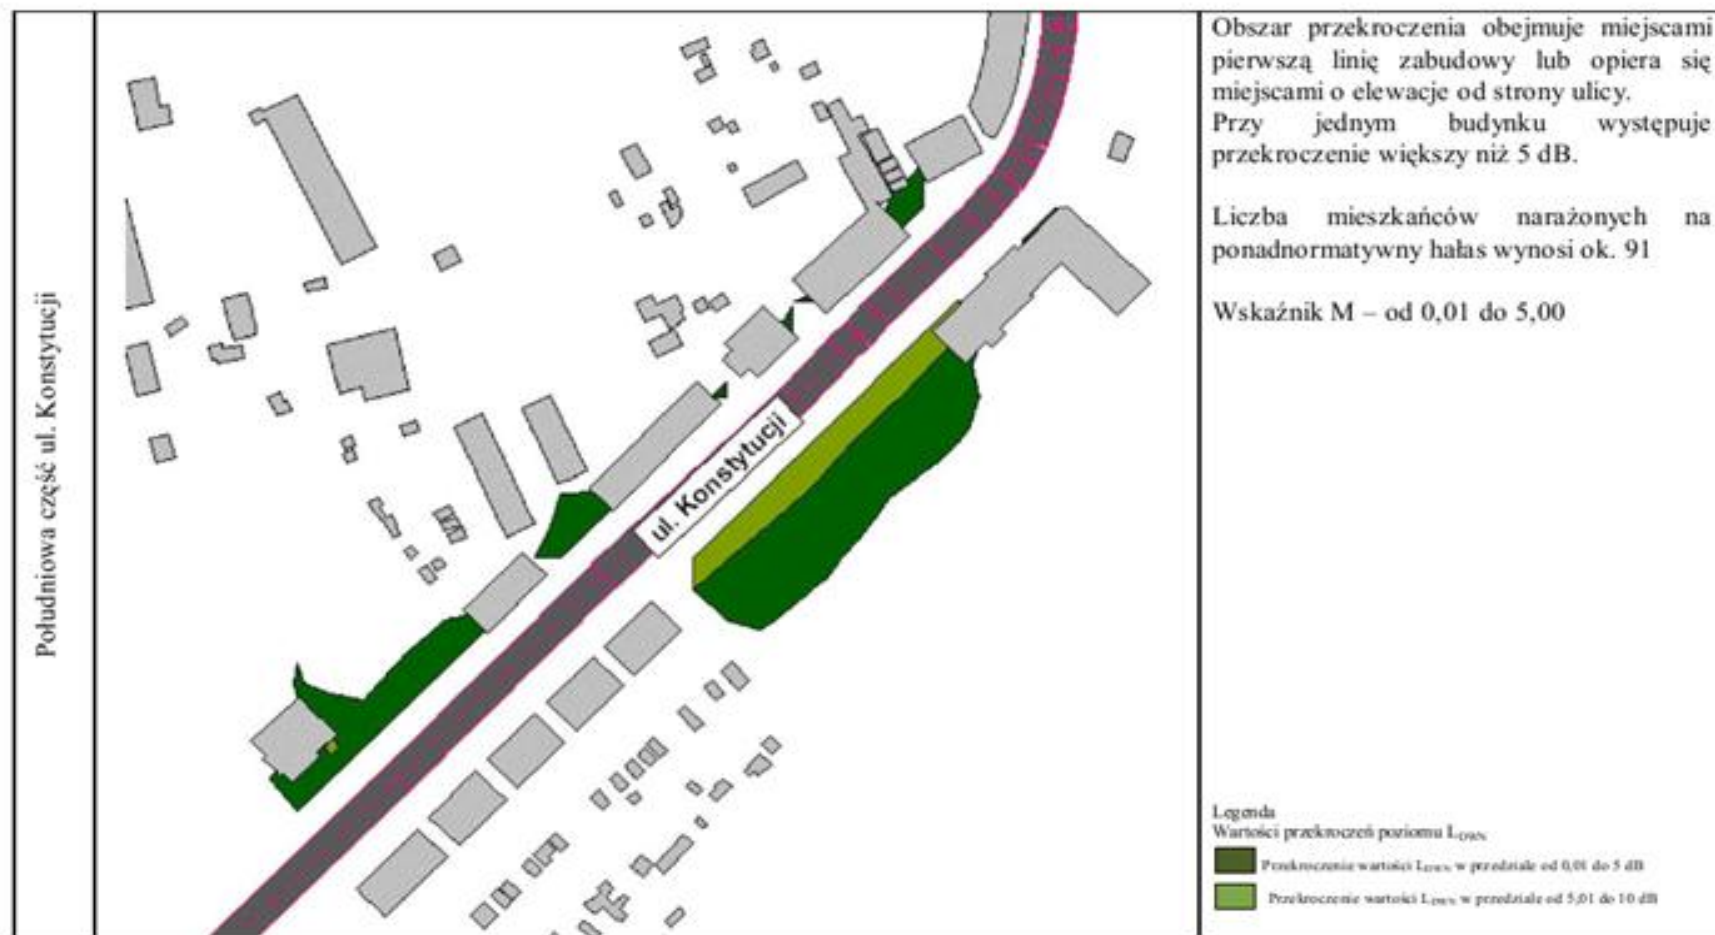 Południowa część ul. Konstytucji
ul. Konstytucji
Obszar przekroczenia obejmuje miejscami
pierwszą linię zabudowy lub opiera się
miejscami o elewacje od strony ulicy.
Przy jednym budynku występuje
przekroczenie większy niż 5 dB.
Liczba mieszkańców narażonych na
ponadnormatywny hałas wynosi ok. 91
Wskaźnik M – od 0,01 do 5,00
Legenda
Wartości przekroczeń poziomu LDWN
Przekroczenie wartości LDWN w przedziale od 0,01 do 5 dB
Przekroczenie wartości LDWN w przedziale od 5,01 do 10 dB